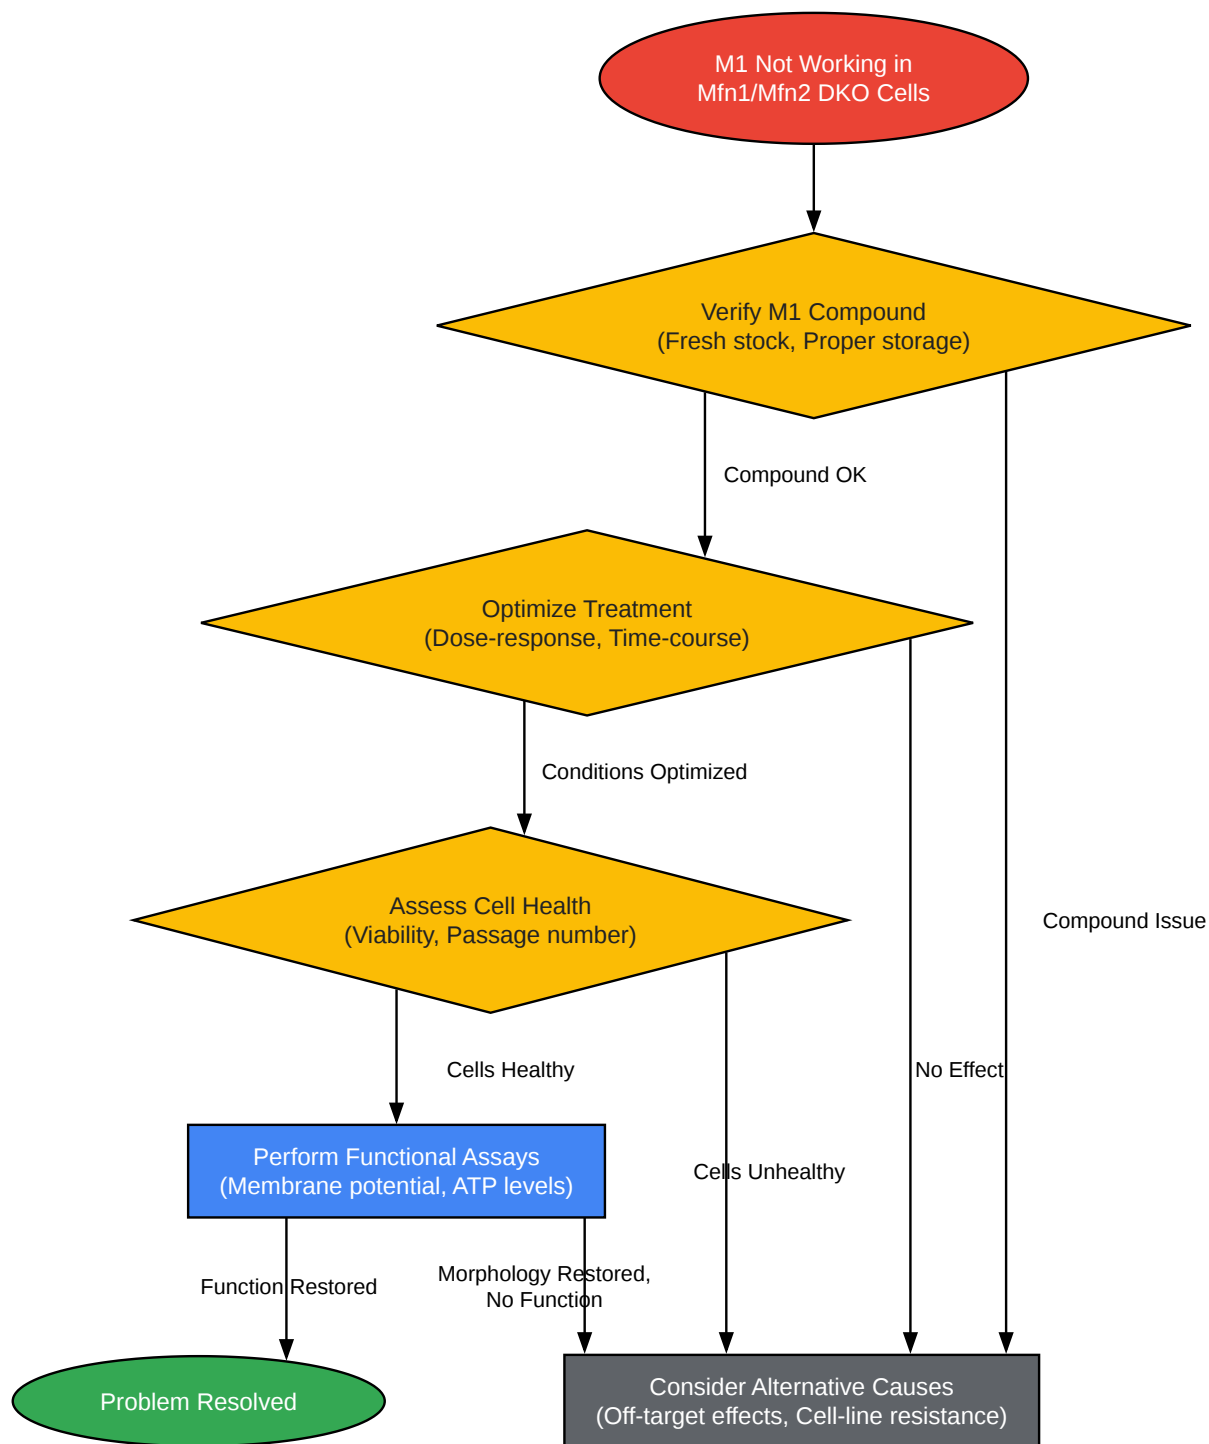 M1 Not Working in
Mfn1/Mfn2 DKO Cells
Verify M1 Compound
(Fresh stock, Proper storage)
Compound OK
Optimize Treatment
(Dose-response, Time-course)
Conditions Optimized
Assess Cell Health
(Viability, Passage number)
Compound Issue
Cells Healthy
No Effect
Perform Functional Assays
(Membrane potential, ATP levels)
Cells Unhealthy
Function Restored
Morphology Restored,
No Function
Problem Resolved
Consider Alternative Causes
(Off-target effects, Cell-line resistance)